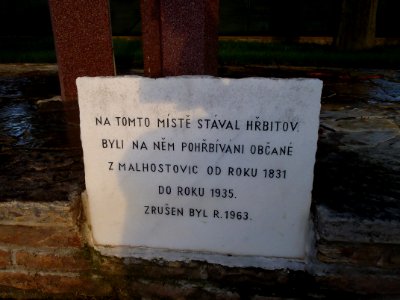 NA TOMTO MÍSTĚ STÁVAL HŘBITOV.
BYLI NA NĚM POHŘBÍVÁNI OBČANÉ
Z MALHOSTOVIC OD ROKU 1831
DO ROKU 1935.
ZRUŠEN BYL R. 1963.